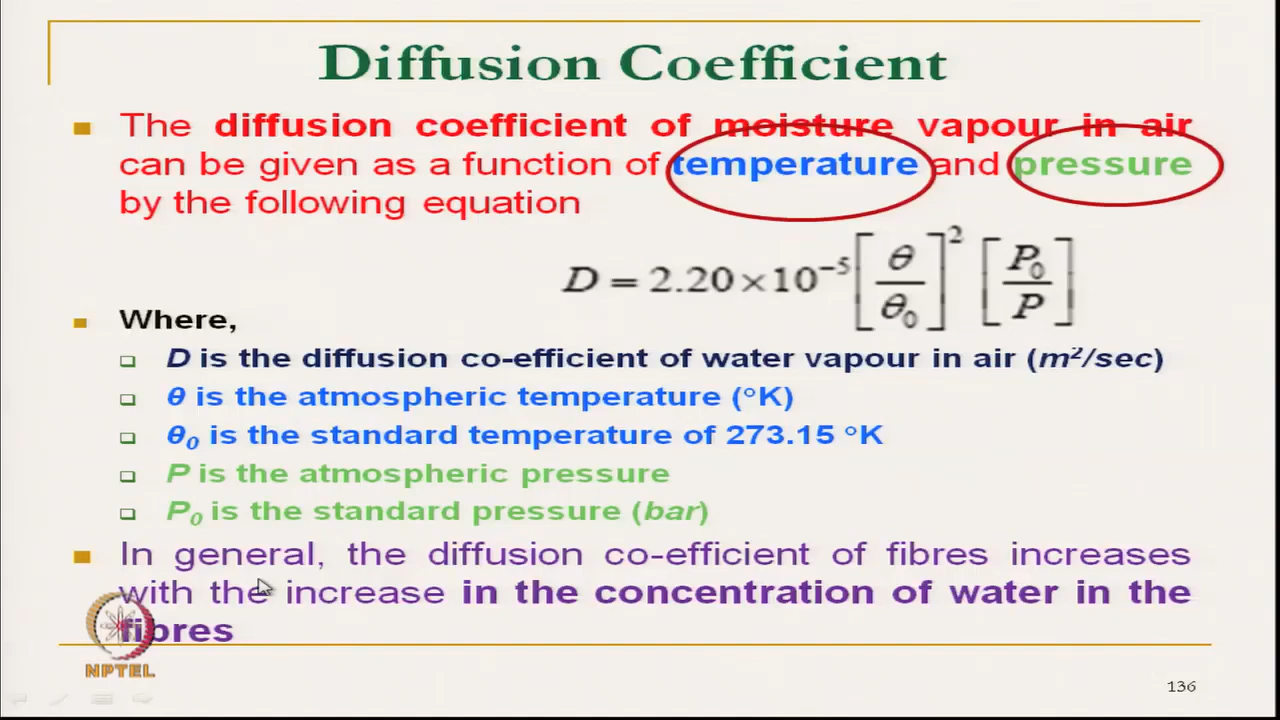 Diffusion Coefficient
The diffusion coefficient of moisture vapour in air
can be given as a function of temperature and pressure
by the following equation
D = 2.20 × 10⁻⁵ [θ/θ₀]² [P₀/P]
Where,
D is the diffusion co-efficient of water vapour in air (m²/sec)
θ is the atmospheric temperature (°K)
θ₀ is the standard temperature of 273.15 °K
P is the atmospheric pressure
P₀ is the standard pressure (bar)
In general, the diffusion co-efficient of fibres increases
with the increase in the concentration of water in the
fibres
NPTEL
136